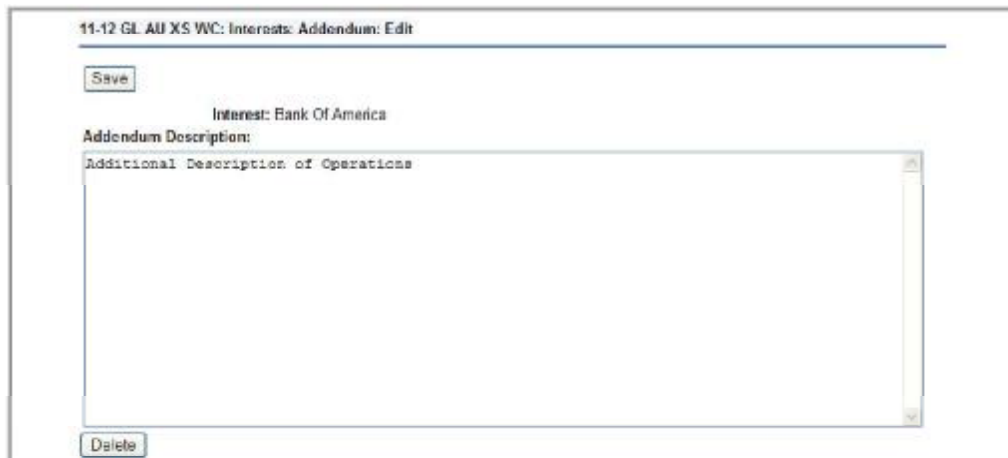 11-12 GL AU XS WC: Interests: Addendum: Edit
Save
Interest: Bank Of America
Addendum Description:
Additional Description of Operations
Delete